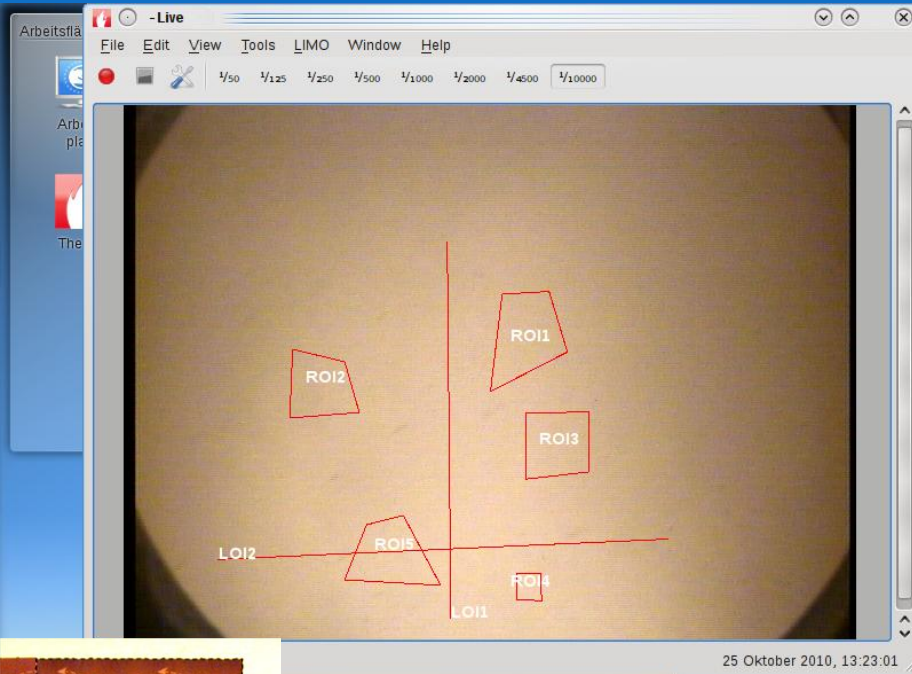 Arbeitsflä
- Live
File Edit View Tools LIMO Window Help
1/50 1/125 1/250 1/500 1/1000 1/2000 1/4500 1/10000
Arbe
pla
The
ROI1
ROI2
ROI3
ROI5
LOI2
ROI4
LOI1
25 Oktober 2010, 13:23:01